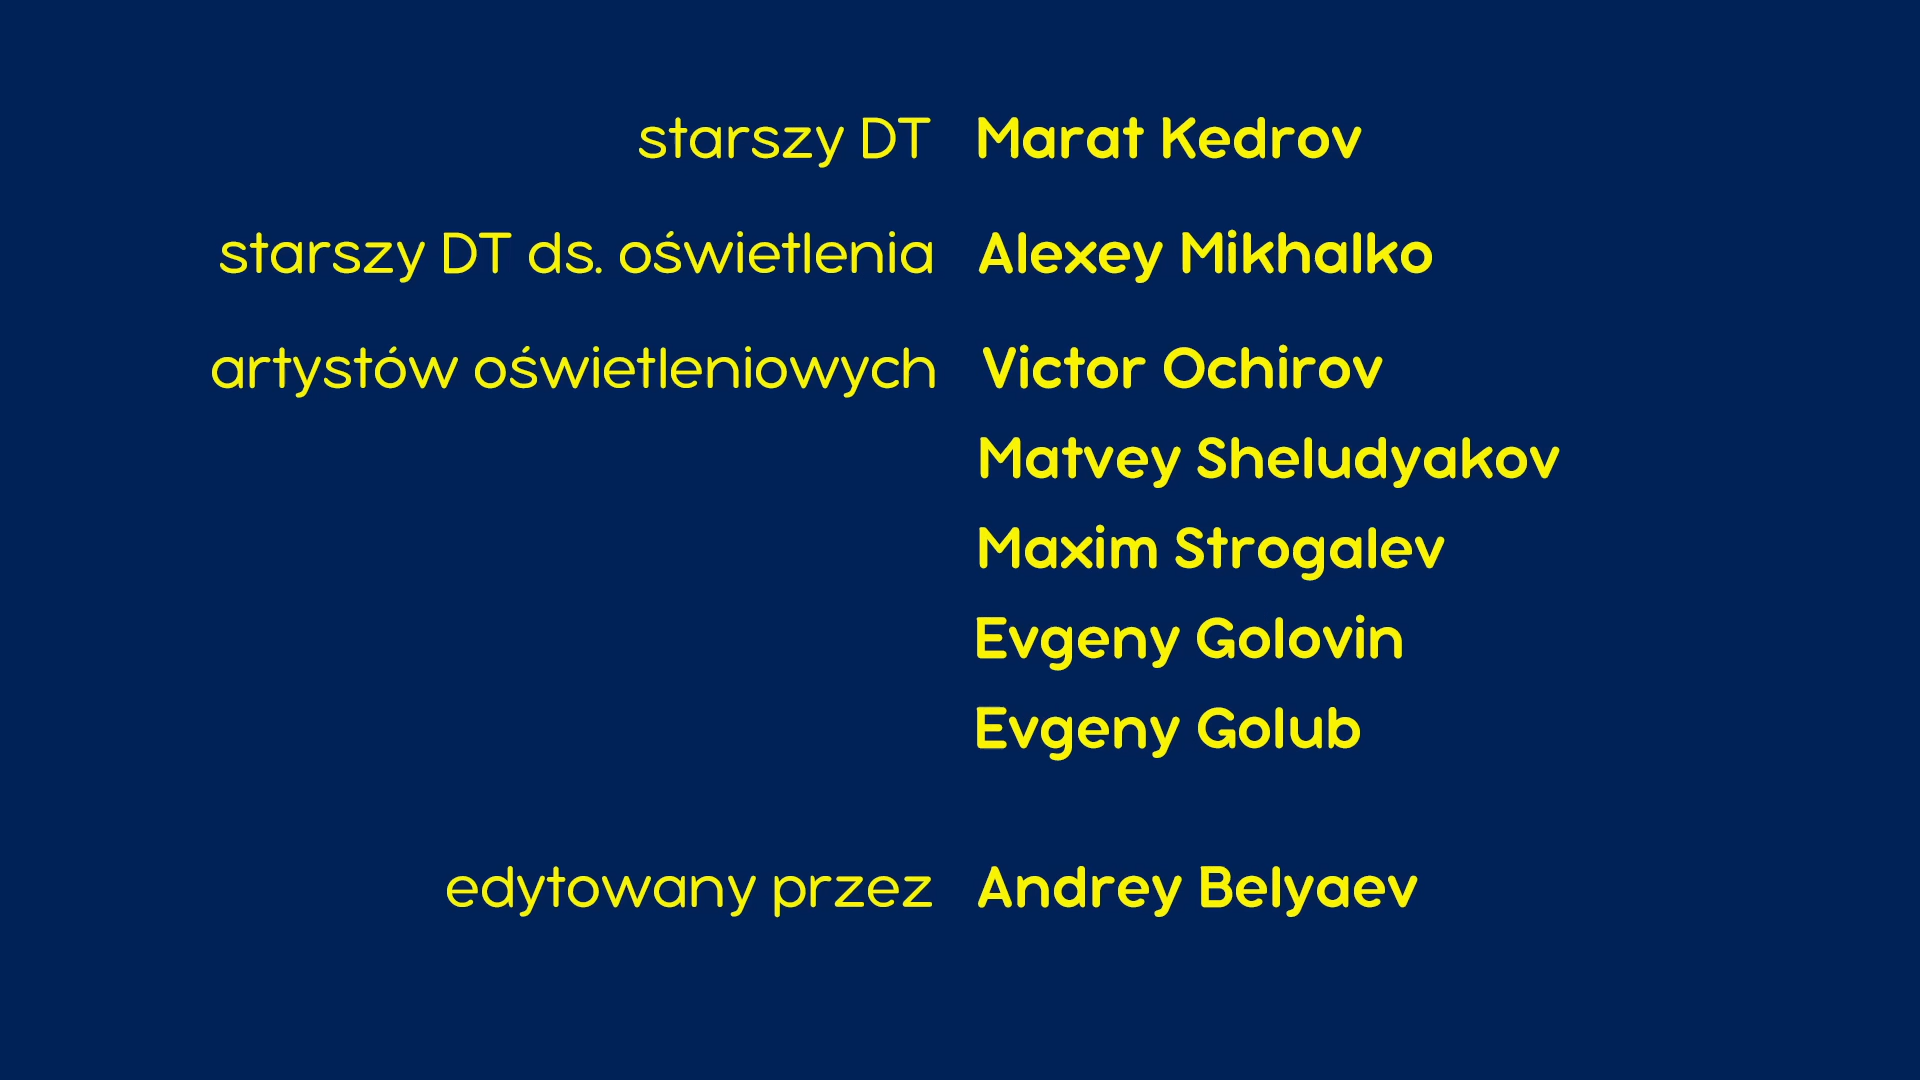 starszy DT Marat Kedrov
starszy DT ds. oświetlenia Alexey Mikhalko
artystów oświetleniowych Victor Ochirov
Matvey Sheludyakov
Maxim Strogalev
Evgeny Golovin
Evgeny Golub
edytowany przez Andrey Belyaev